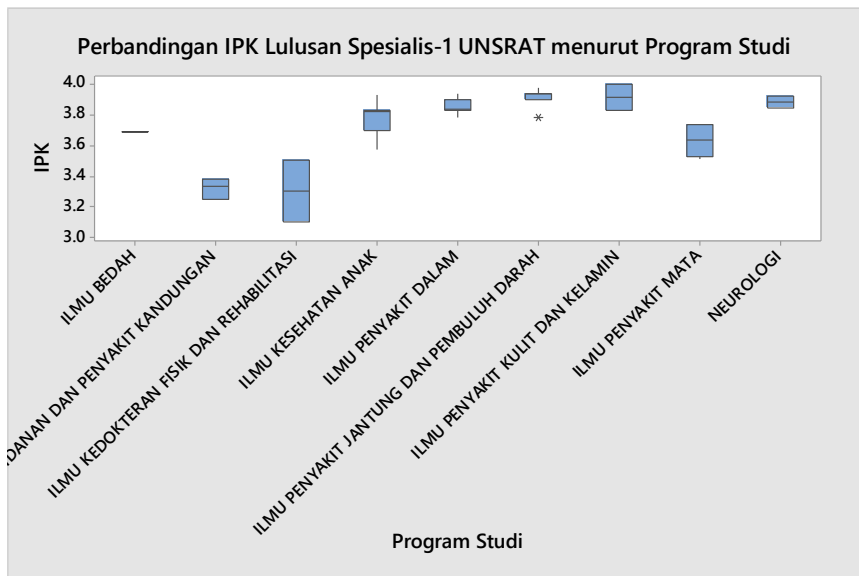 Perbandingan IPK Lulusan Spesialis-1 UNSRAT menurut Program Studi
IPK
4.0
3.8
3.6
3.4
3.2
3.0
ILMU BEDAH
DANAN DAN PENYAKIT KANDUNGAN
ILMU KEDOKTERAN FISIK DAN REHABILITASI
ILMU KESEHATAN ANAK
ILMU PENYAKIT DALAM
ILMU PENYAKIT JANTUNG DAN PEMBULUH DARAH
ILMU PENYAKIT KULIT DAN KELAMIN
ILMU PENYAKIT MATA
NEUROLOGI
Program Studi